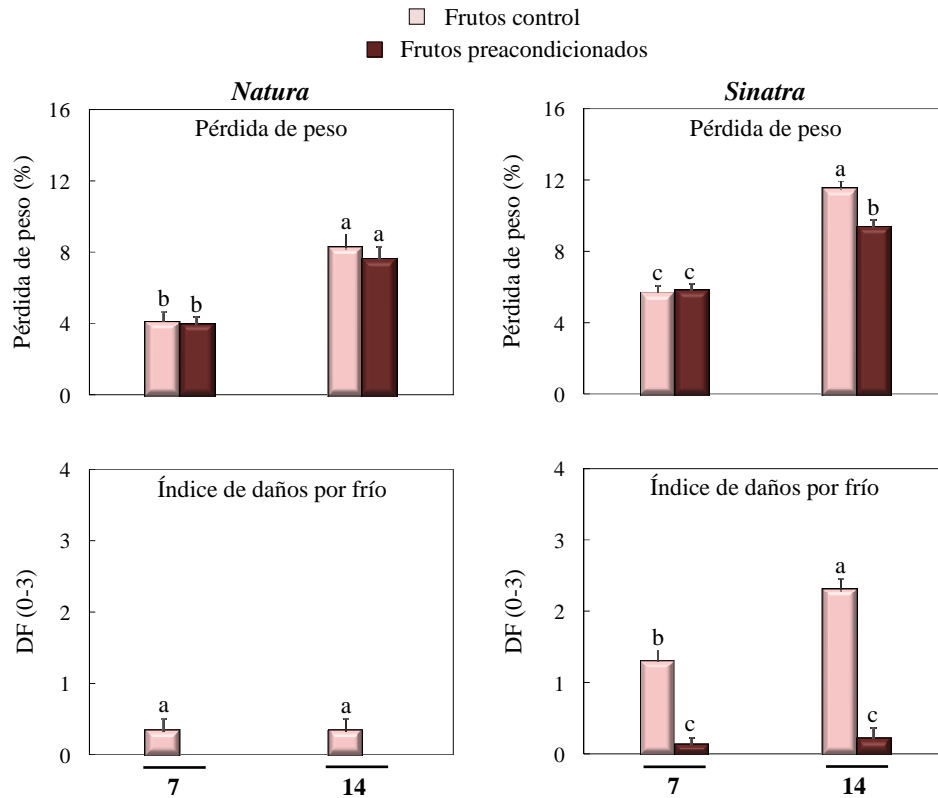 Frutos control
Frutos preacondicionados
Natura
Pérdida de peso
Pérdida de peso (%)
16
12
8
4
0
b
b
a
a
Sinatra
Pérdida de peso
Pérdida de peso (%)
16
12
8
4
0
c
c
a
b
Índice de daños por frío
DF (0-3)
4
3
2
1
0
a
a
7
14
Índice de daños por frío
DF (0-3)
4
3
2
1
0
b
c
a
c
7
14